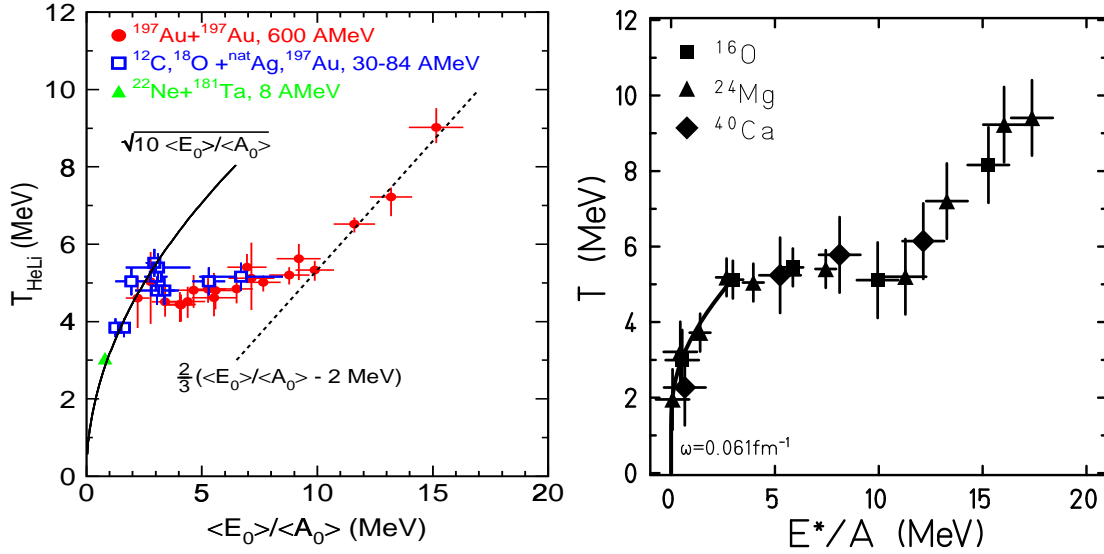 ¹⁹⁷Au+¹⁹⁷Au, 600 AMeV
¹²C,¹⁸O +ⁿᵃᵗAg,¹⁹⁷Au, 30-84 AMeV
²²Ne+¹⁸¹Ta, 8 AMeV
√10 <E₀>/<A₀>
2/3 (<E₀>/<A₀> - 2 MeV)
T_HeLi (MeV)
10
8
6
4
2
0
0 5 10 15 20
<E₀>/<A₀> (MeV)
¹⁶O
²⁴Mg
⁴⁰Ca
ω=0.061fm⁻¹
T (MeV)
10
8
6
4
2
0
0 5 10 15 20
E*/A (MeV)